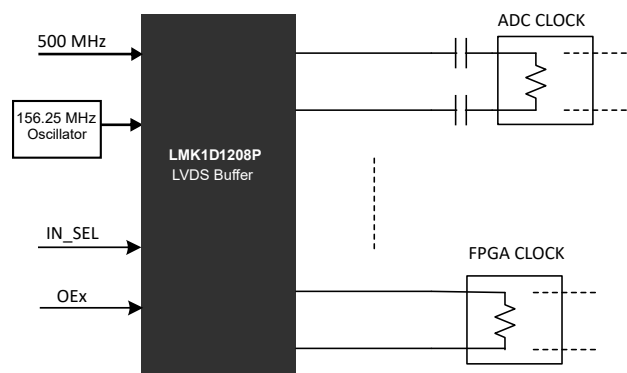 500 MHz
156.25 MHz
Oscillator
IN_SEL
OEx
LMK1D1208P
LVDS Buffer
ADC CLOCK
FPGA CLOCK